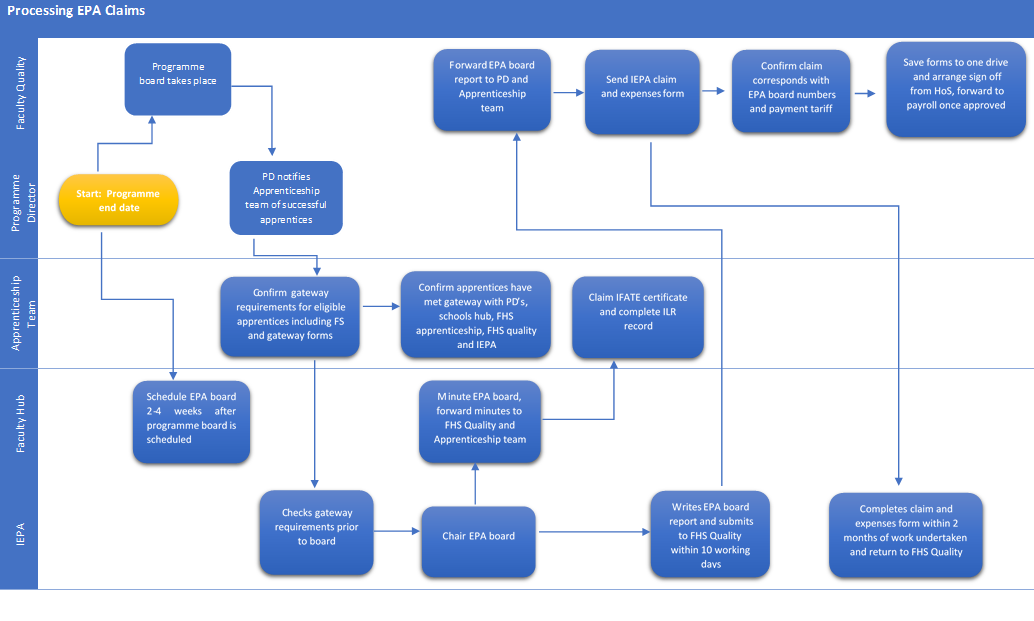 Processing EPA Claims
Faculty Quality
Programme
board takes place
Forward EPA board
report to PD and
Apprenticeship
team
Send IEPA claim
and expenses form
Confirm claim
corresponds with
EPA board numbers
and payment tariff
Save forms to one drive
and arrange sign off
from HoS, forward to
payroll once approved
Programme
Director
Start: Programme
end date
PD notifies
Apprenticeship
team of successful
apprentices
Apprenticeship
Team
Confirm gateway
requirements for eligible
apprentices including FS
and gateway forms
Confirm apprentices have
met gateway with PD's,
schools hub, FHS
apprenticeship, FHS quality
and IEPA
Claim IFATE certificate
and complete ILR
record
Faculty Hub
Schedule EPA board
2-4 weeks after
programme board is
scheduled
Minute EPA board,
forward minutes to
FHS Quality and
Apprenticeship team
IEPA
Checks gateway
requirements prior
to board
Chair EPA board
Writes EPA board
report and submits
to FHS Quality
within 10 working
days
Completes claim and
expenses form within 2
months of work undertaken
and return to FHS Quality